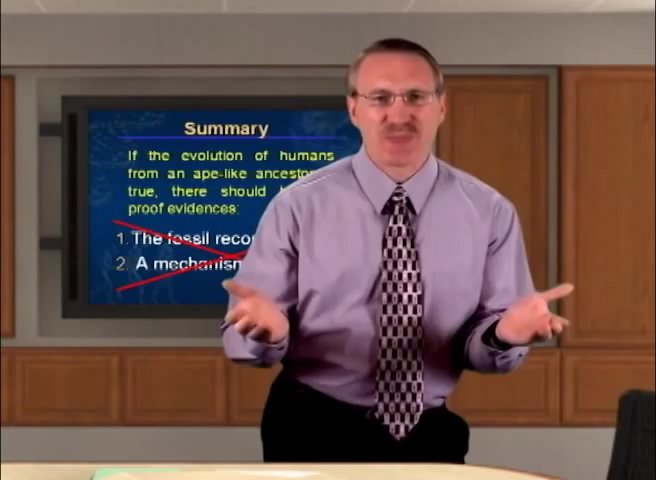 Summary
If the evolution of humans
from an ape-like
true, there should
proof evidences:
1. The fossil
2. A